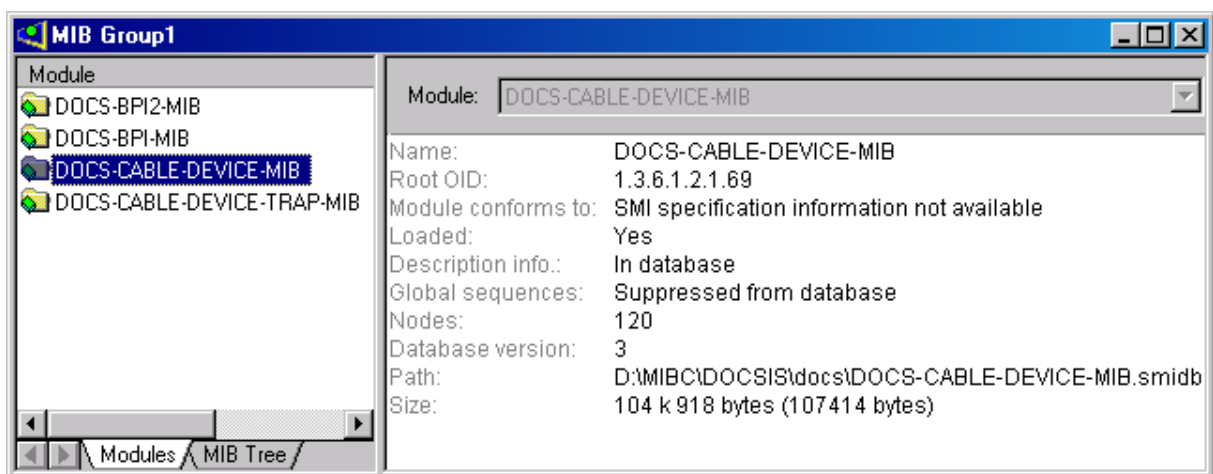 MIB Group1
Module
DOCS-BPI2-MIB
DOCS-BPI-MIB
DOCS-CABLE-DEVICE-MIB
DOCS-CABLE-DEVICE-TRAP-MIB
Modules
MIB Tree
Module: DOCS-CABLE-DEVICE-MIB
Name: DOCS-CABLE-DEVICE-MIB
Root OID: 1.3.6.1.2.1.69
Module conforms to: SMI specification information not available
Loaded: Yes
Description info.: In database
Global sequences: Suppressed from database
Nodes: 120
Database version: 3
Path: D:\MIBC\DOCSIS\docs\DOCS-CABLE-DEVICE-MIB.smidb
Size: 104 k 918 bytes (107414 bytes)